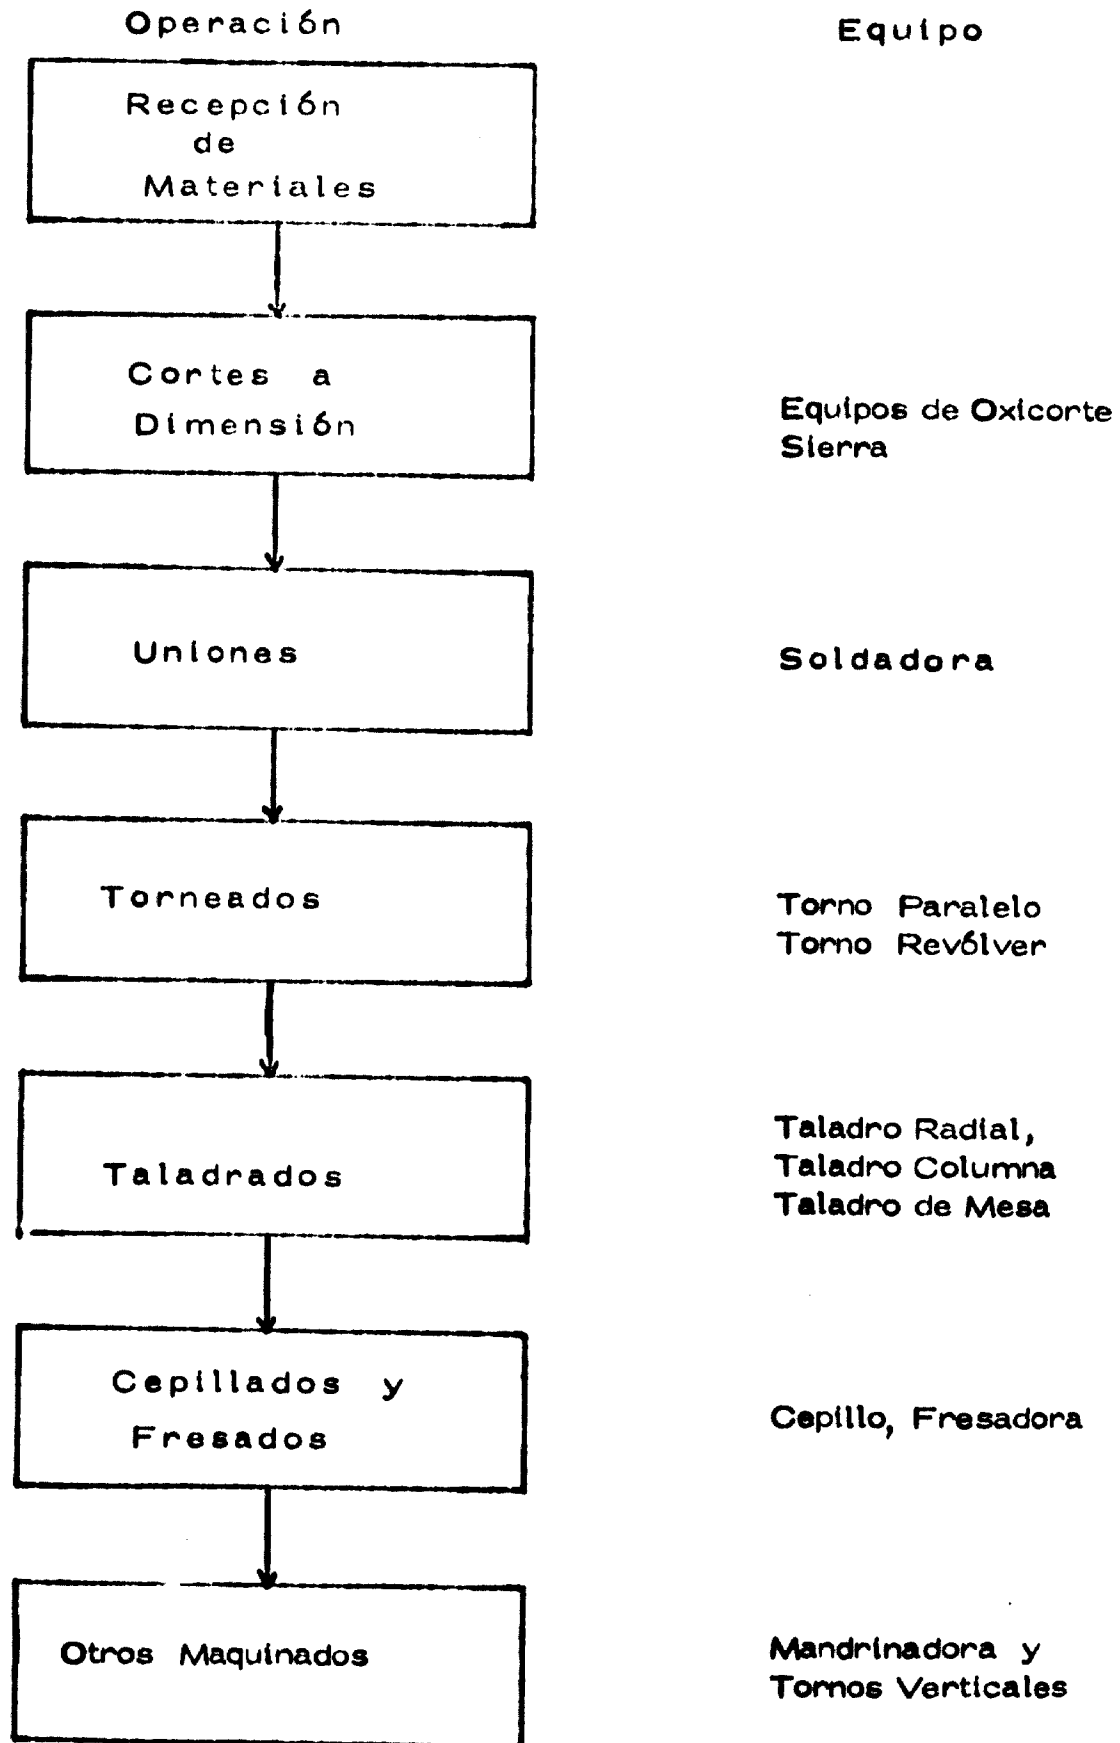 Operación
Equipo
Recepción
de
Materiales
Cortes a
Dimensión
Equipos de Oxicorte
Sierra
Uniones
Soldadora
Torneados
Torno Paralelo
Torno Revólver
Taladrados
Taladro Radial,
Taladro Columna
Taladro de Mesa
Cepillados y
Fresados
Cepillo, Fresadora
Otros Maquinados
Mandrinadora y
Tornos Verticales